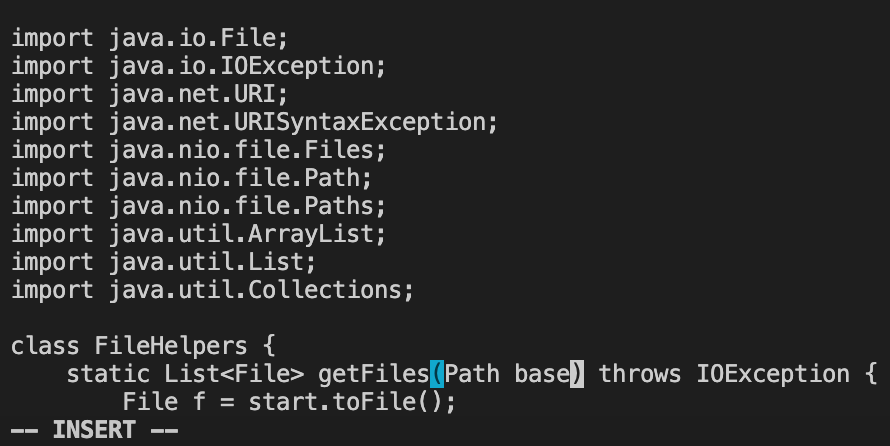 import java.io.File;
import java.io.IOException;
import java.net.URI;
import java.net.URISyntaxException;
import java.nio.file.Files;
import java.nio.file.Path;
import java.nio.file.Paths;
import java.util.ArrayList;
import java.util.List;
import java.util.Collections;

class FileHelpers {
    static List<File> getFiles(Path base) throws IOException {
        File f = start.toFile();
-- INSERT --